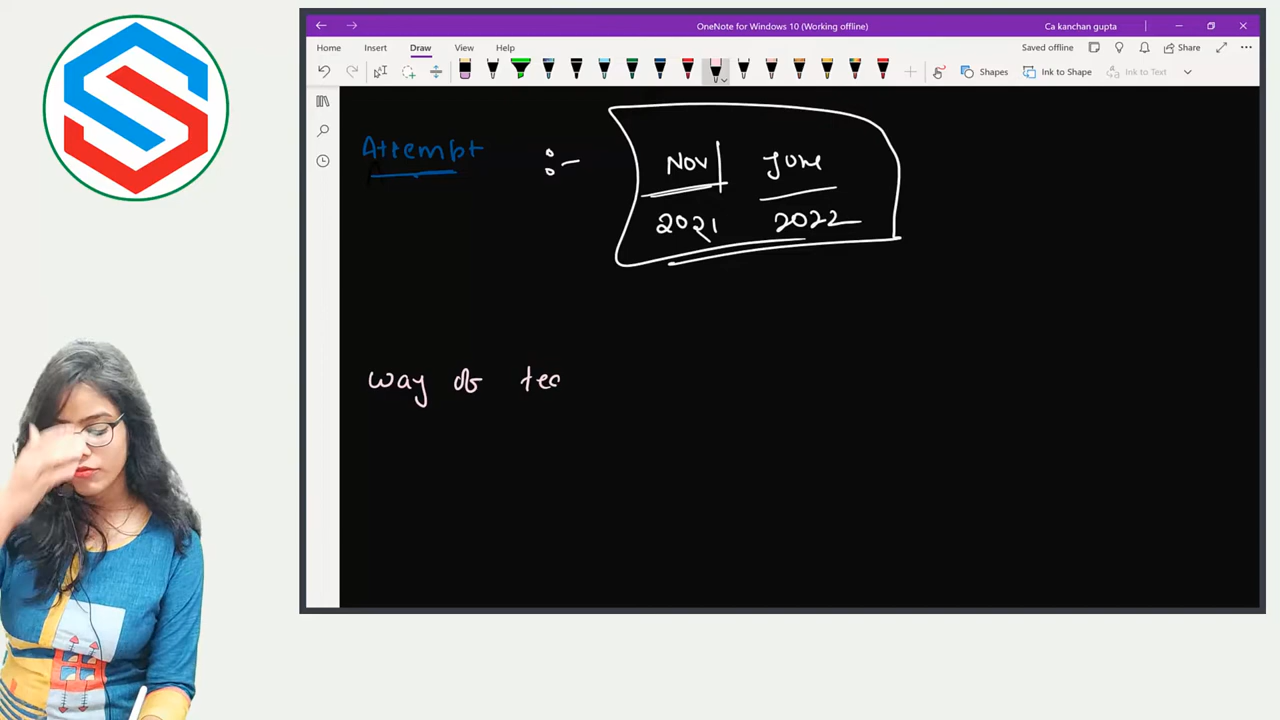 OneNote for Windows 10 (Working offline)
Ca kanchan gupta
Home Insert Draw View Help
Saved offline
Share
Shapes
Ink to Shape
Ink to Text
Attempt :- Nov June
2021 2022
way of tea